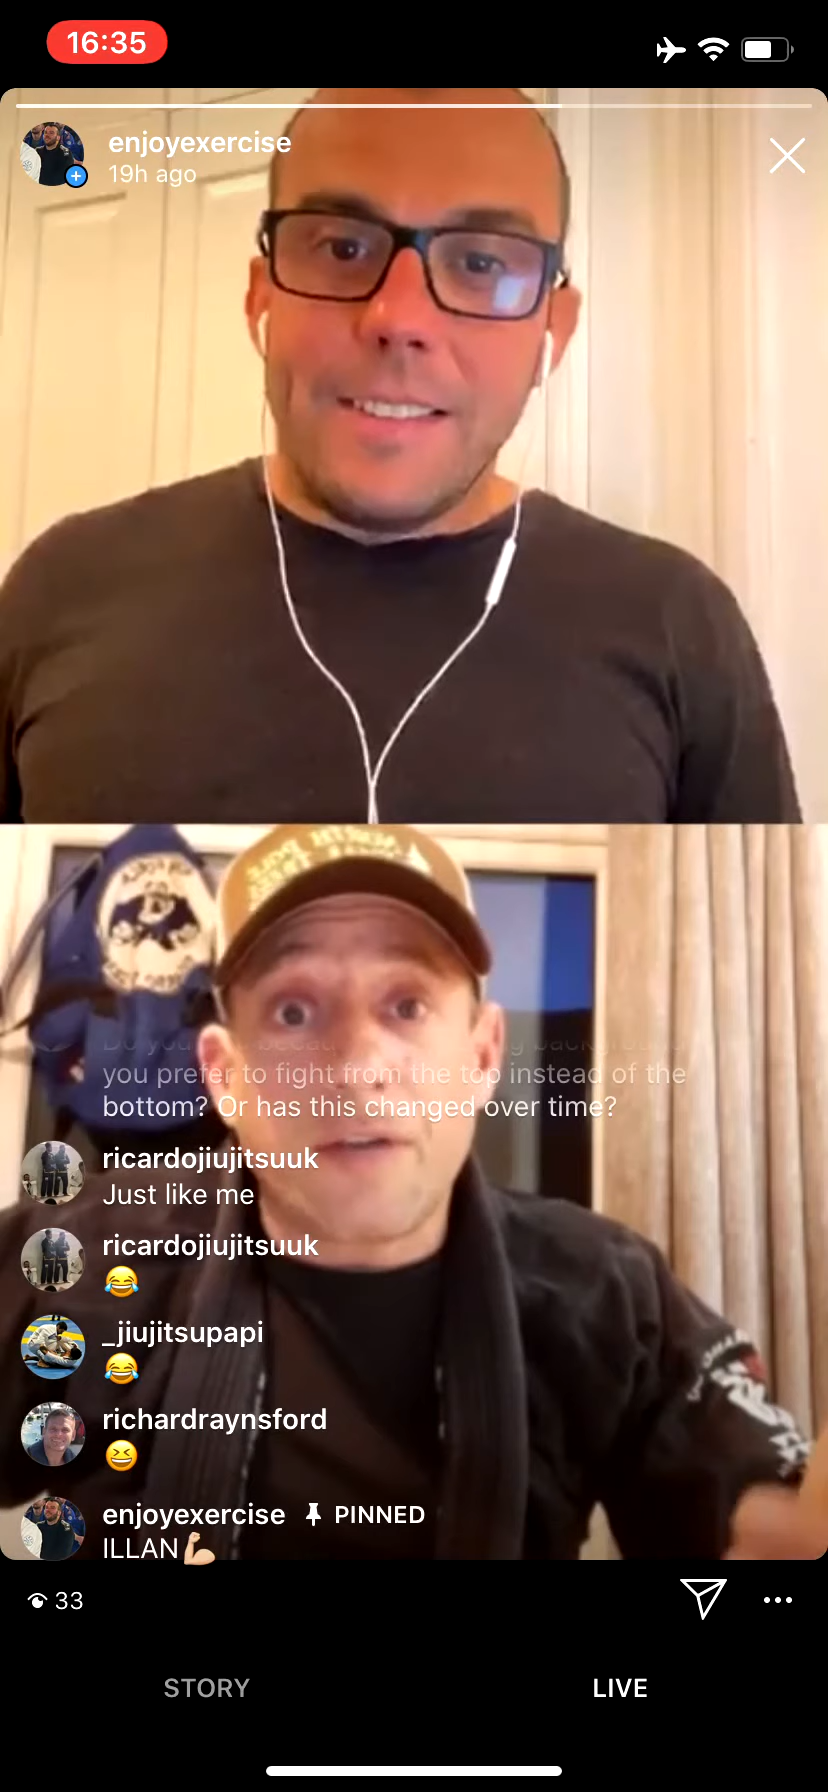 16:35
enjoyexercise
19h ago
you prefer to fight from the top instead of the
bottom? Or has this changed over time?
ricardojiujitsuuk
Just like me
ricardojiujitsuuk
😂
_jiujitsupapi
😂
richardraynsford
😆
enjoyexercise PINNED
ILLAN💪🏻
33
STORY
LIVE